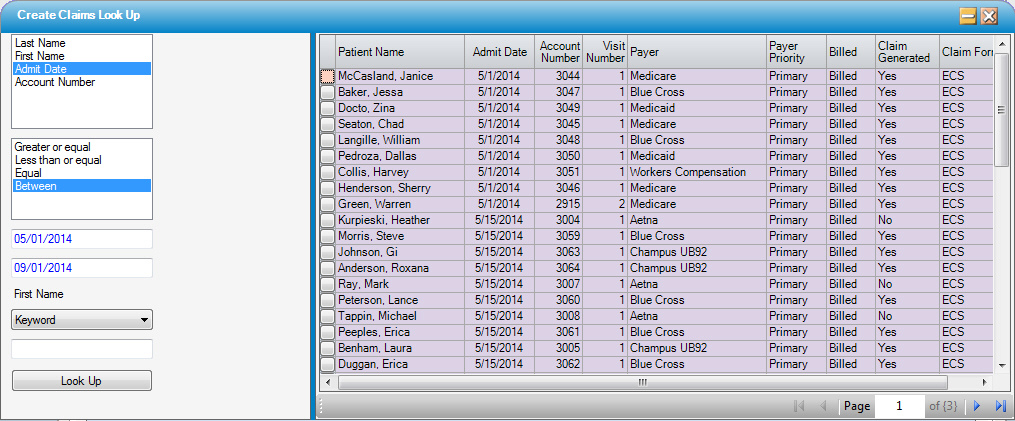 Create Claims Look Up
Last Name
First Name
Admit Date
Account Number
Greater or equal
Less than or equal
Equal
Between
05/01/2014
09/01/2014
First Name
Keyword
Look Up
Patient Name Admit Date Account Number Visit Number Payer Payer Priority Billed Claim Generated Claim Form
McCasland, Janice 5/1/2014 3044 1 Medicare Primary Billed Yes ECS
Baker, Jessa 5/1/2014 3047 1 Blue Cross Primary Billed Yes ECS
Docto, Zina 5/1/2014 3049 1 Medicaid Primary Billed Yes ECS
Seaton, Chad 5/1/2014 3045 1 Medicare Primary Billed Yes ECS
Langille, William 5/1/2014 3048 1 Blue Cross Primary Billed Yes ECS
Pedroza, Dallas 5/1/2014 3050 1 Medicaid Primary Billed Yes ECS
Collis, Harvey 5/1/2014 3051 1 Workers Compensation Primary Billed Yes ECS
Henderson, Sherry 5/1/2014 3046 1 Medicare Primary Billed Yes ECS
Green, Warren 5/1/2014 2915 2 Medicare Primary Billed Yes ECS
Kurpieski, Heather 5/15/2014 3004 1 Aetna Primary Billed No ECS
Morris, Steve 5/15/2014 3059 1 Blue Cross Primary Billed Yes ECS
Johnson, Gi 5/15/2014 3063 1 Champus UB92 Primary Billed Yes ECS
Anderson, Roxana 5/15/2014 3064 1 Champus UB92 Primary Billed Yes ECS
Ray, Mark 5/15/2014 3007 1 Aetna Primary Billed No ECS
Peterson, Lance 5/15/2014 3060 1 Blue Cross Primary Billed Yes ECS
Tappin, Michael 5/15/2014 3008 1 Aetna Primary Billed No ECS
Peeples, Erica 5/15/2014 3061 1 Blue Cross Primary Billed Yes ECS
Benham, Laura 5/15/2014 3005 1 Champus UB92 Primary Billed Yes ECS
Duggan, Erica 5/15/2014 3062 1 Blue Cross Primary Billed Yes ECS
Page 1 of {3}